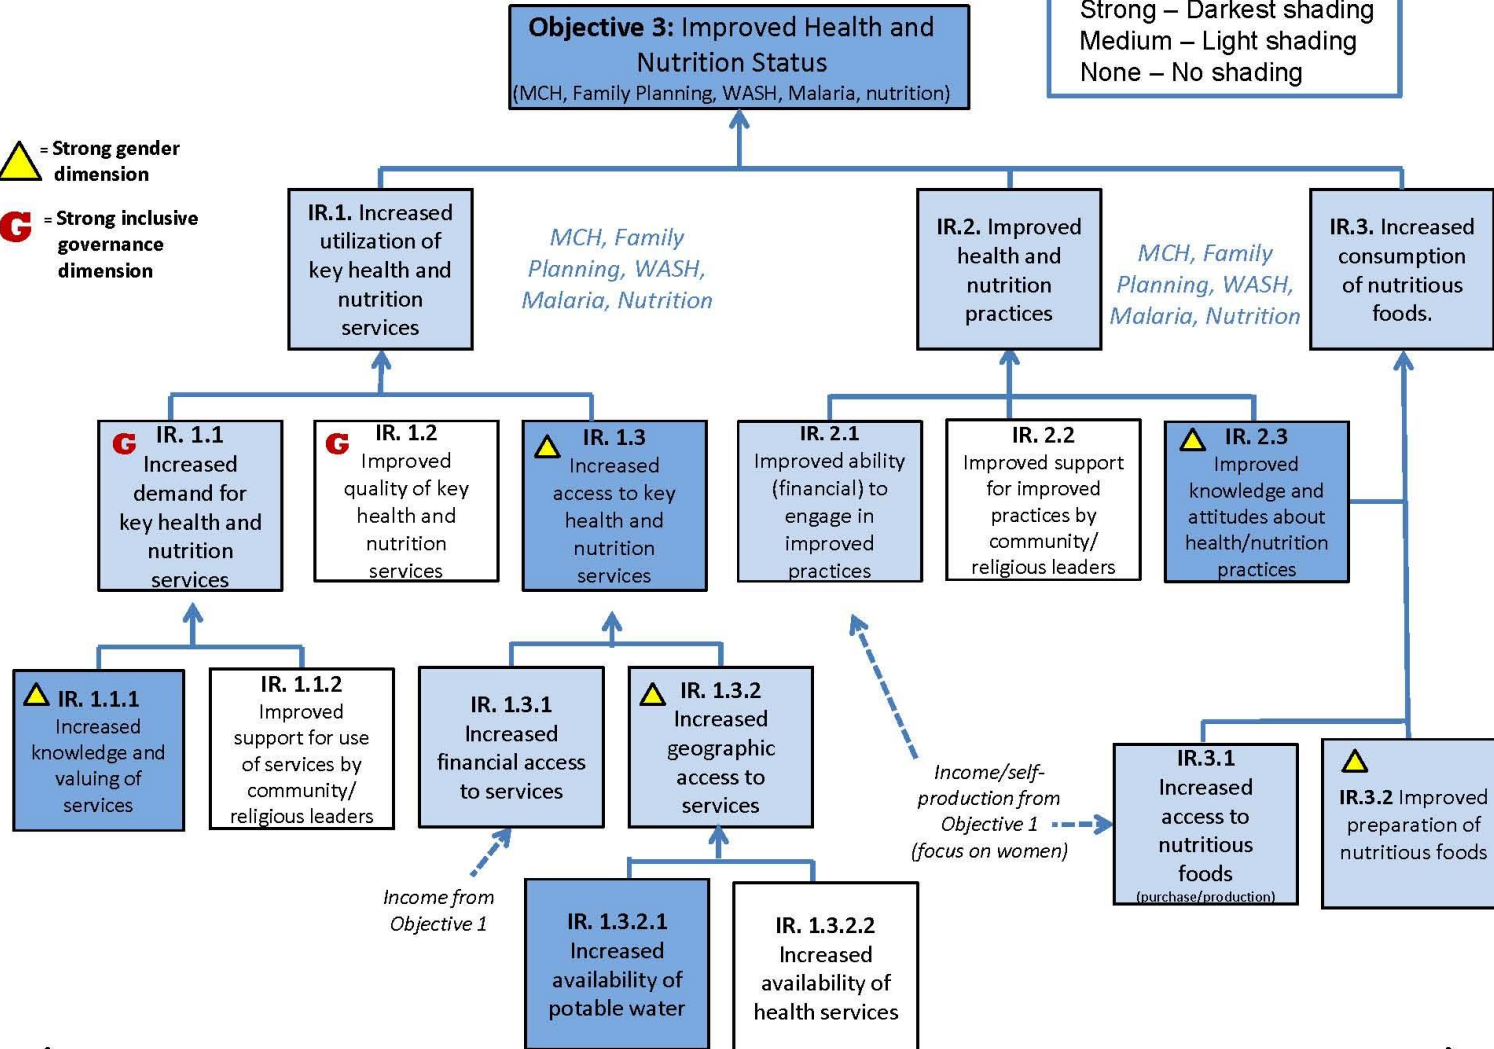 Objective 3: Improved Health and
Nutrition Status
(MCH, Family Planning, WASH, Malaria, nutrition)
Strong – Darkest shading
Medium – Light shading
None – No shading
= Strong gender
dimension
G = Strong inclusive
governance
dimension
IR.1. Increased
utilization of
key health and
nutrition
services
MCH, Family
Planning, WASH,
Malaria, Nutrition
IR.2. Improved
health and
nutrition
practices
MCH, Family
Planning, WASH,
Malaria, Nutrition
IR.3. Increased
consumption
of nutritious
foods.
G IR. 1.1
Increased
demand for
key health and
nutrition
services
G IR. 1.2
Improved
quality of key
health and
nutrition
services
IR. 1.3
Increased
access to key
health and
nutrition
services
IR. 2.1
Improved ability
(financial) to
engage in
improved
practices
IR. 2.2
Improved support
for improved
practices by
community/
religious leaders
IR. 2.3
Improved
knowledge and
attitudes about
health/nutrition
practices
IR. 1.1.1
Increased
knowledge and
valuing of
services
IR. 1.1.2
Improved
support for use
of services by
community/
religious leaders
IR. 1.3.1
Increased
financial access
to services
IR. 1.3.2
Increased
geographic
access to
services
Income/self-
production from
Objective 1
(focus on women)
IR.3.1
Increased
access to
nutritious
foods
(purchase/production)
IR.3.2 Improved
preparation of
nutritious foods
Income from
Objective 1
IR. 1.3.2.1
Increased
availability of
potable water
IR. 1.3.2.2
Increased
availability of
health services